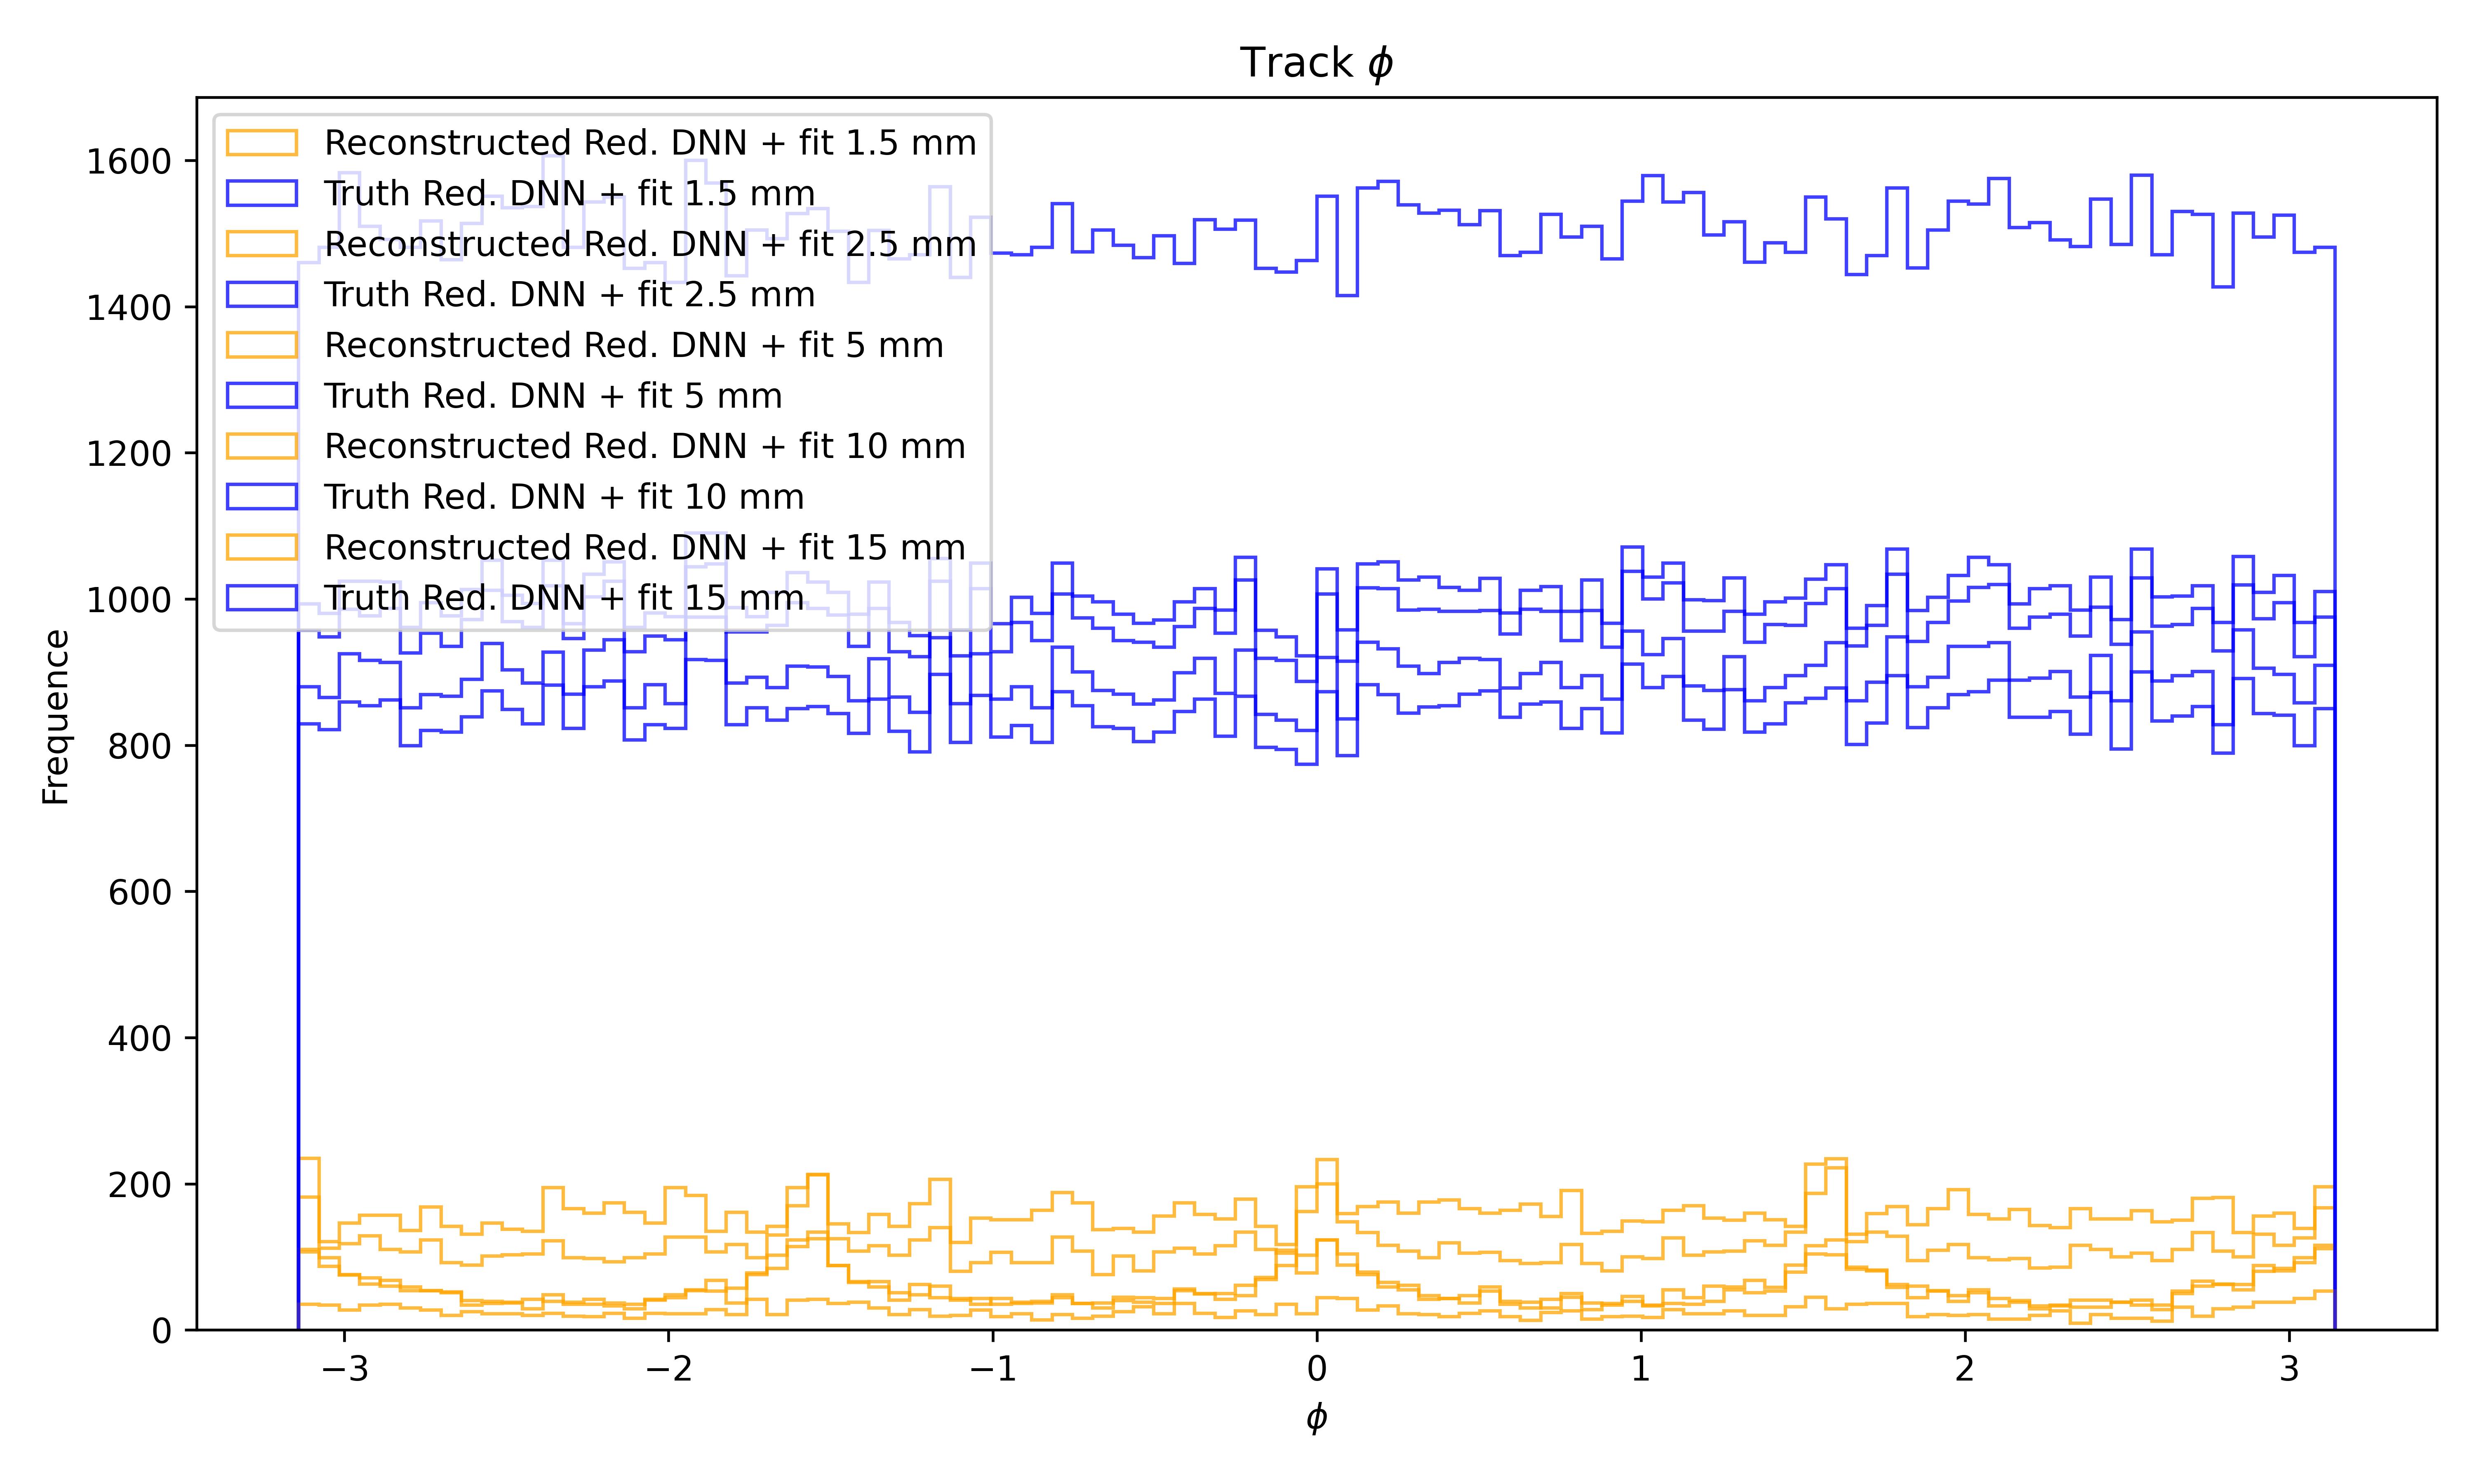 Track ϕ
Reconstructed Red. DNN + fit 1.5 mm
Truth Red. DNN + fit 1.5 mm
Reconstructed Red. DNN + fit 2.5 mm
Truth Red. DNN + fit 2.5 mm
Reconstructed Red. DNN + fit 5 mm
Truth Red. DNN + fit 5 mm
Reconstructed Red. DNN + fit 10 mm
Truth Red. DNN + fit 10 mm
Reconstructed Red. DNN + fit 15 mm
Truth Red. DNN + fit 15 mm
1600
1400
1200
1000
800
600
400
200
0
Frequence
−3 −2 −1 0 1 2 3
ϕ